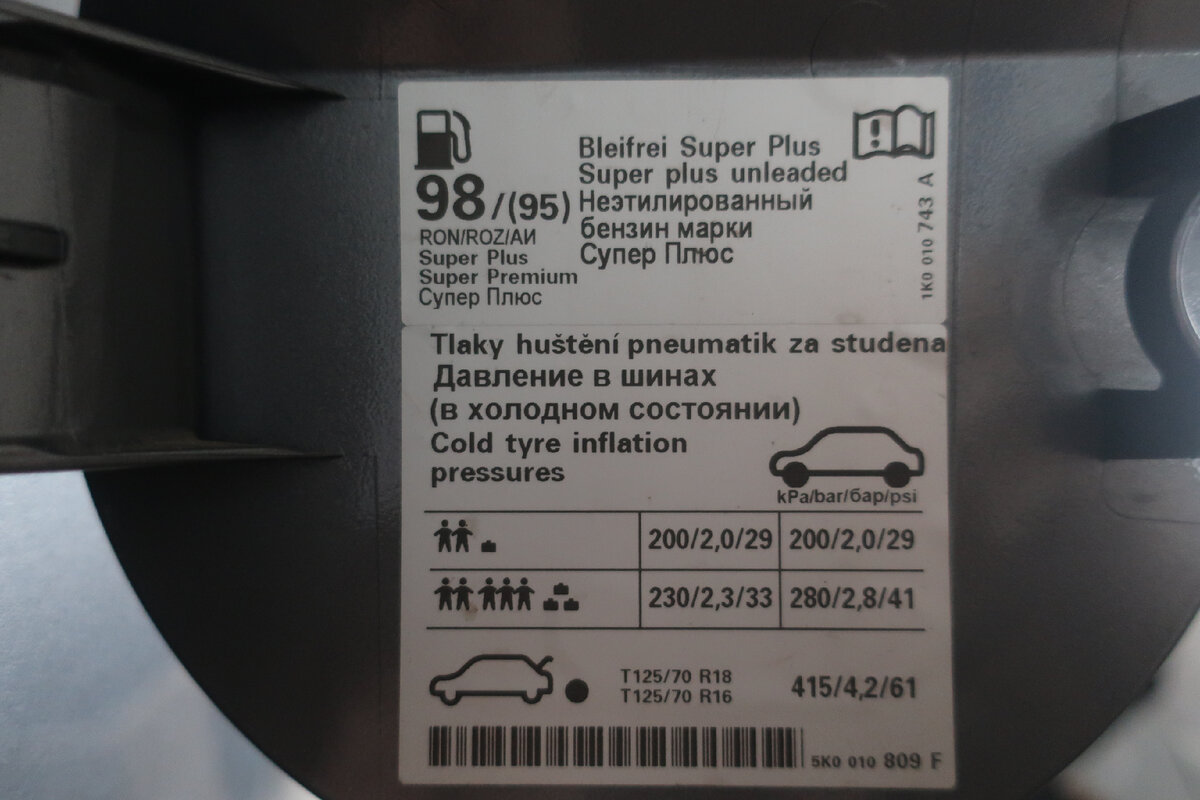 98/(95)
RON/ROZ/АИ
Super Plus
Super Premium
Супер Плюс
Bleifrei Super Plus
Super plus unleaded
Неэтилированный
бензин марки
Супер Плюс
1K0 010 743 A
Tlaky huštění pneumatik za studena
Давление в шинах
(в холодном состоянии)
Cold tyre inflation
pressures
kPa/bar/бар/psi
200/2,0/29 200/2,0/29
230/2,3/33 280/2,8/41
T125/70 R18
T125/70 R16
415/4,2/61
5K0 010 809 F